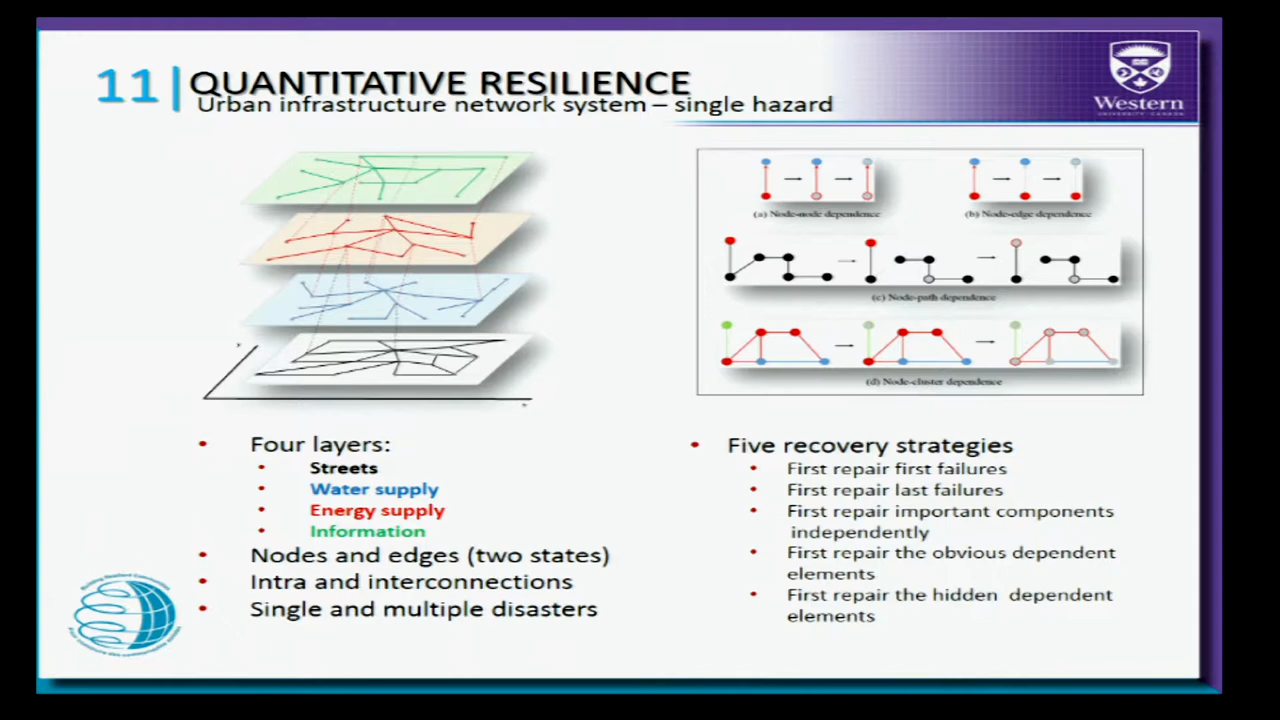 11 | QUANTITATIVE RESILIENCE
Urban infrastructure network system – single hazard
Western
UNIVERSITY · CANADA
(a) Node-node dependence
(b) Node-edge dependence
(c) Node-path dependence
(d) Node-cluster dependence
• Four layers:
• Streets
• Water supply
• Energy supply
• Information
• Nodes and edges (two states)
• Intra and interconnections
• Single and multiple disasters
• Five recovery strategies
• First repair first failures
• First repair last failures
• First repair important components
independently
• First repair the obvious dependent
elements
• First repair the hidden dependent
elements